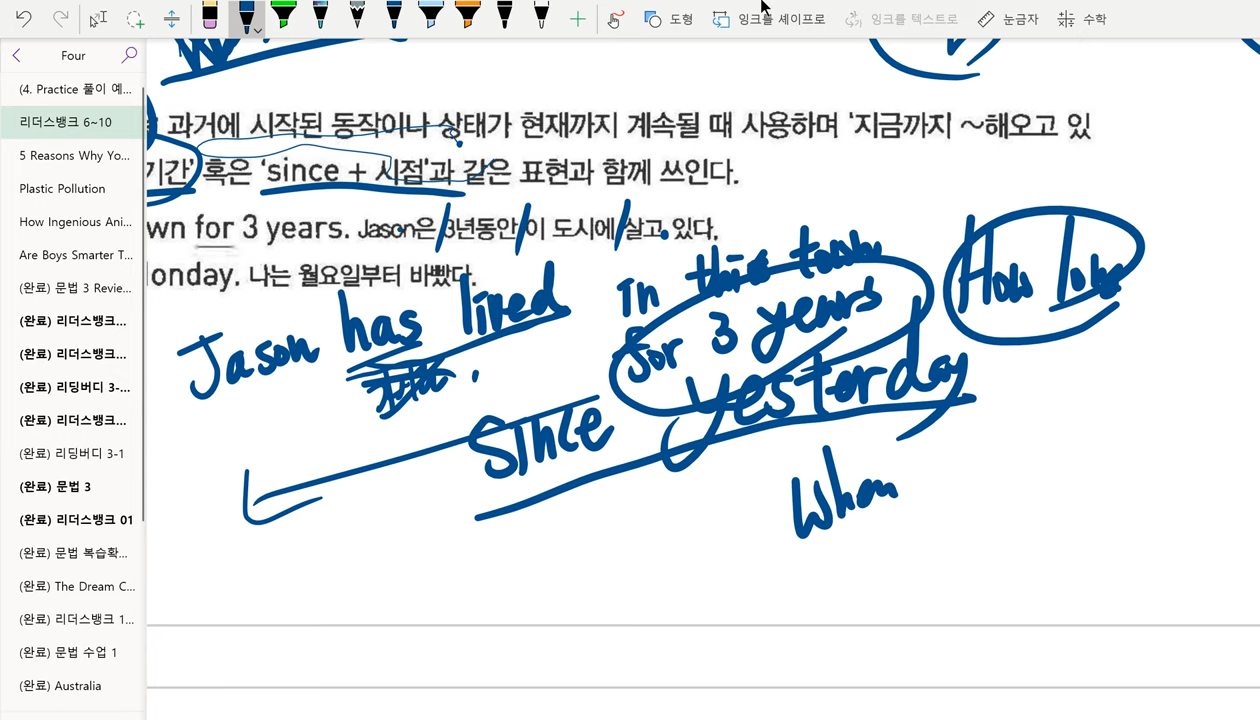 도형
잉크를 셰이프로
잉크를 텍스트로
눈금자
수학
Four
(4. Practice 풀이 예...
리더스뱅크 6~10
5 Reasons Why Yo...
Plastic Pollution
How Ingenious Ani...
Are Boys Smarter T...
(완료) 문법 3 Revie...
(완료) 리더스뱅크...
(완료) 리더스뱅크...
(완료) 리딩버디 3-...
(완료) 리더스뱅크...
(완료) 리딩버디 3-1
(완료) 문법 3
(완료) 리더스뱅크 01
(완료) 문법 복습확...
(완료) The Dream C...
(완료) 리더스뱅크 1...
(완료) 문법 수업 1
(완료) Australia
과거에 시작된 동작이나 상태가 현재까지 계속될 때 사용하며 '지금까지 ~해오고 있
기간' 혹은 'since + 시점'과 같은 표현과 함께 쓰인다.
wn for 3 years. Jason은 3년동안 이 도시에 살고 있다,
londay. 나는 월요일부터 바빴다.
Jason has lived in this town
for 3 years
How long
since yesterday
When